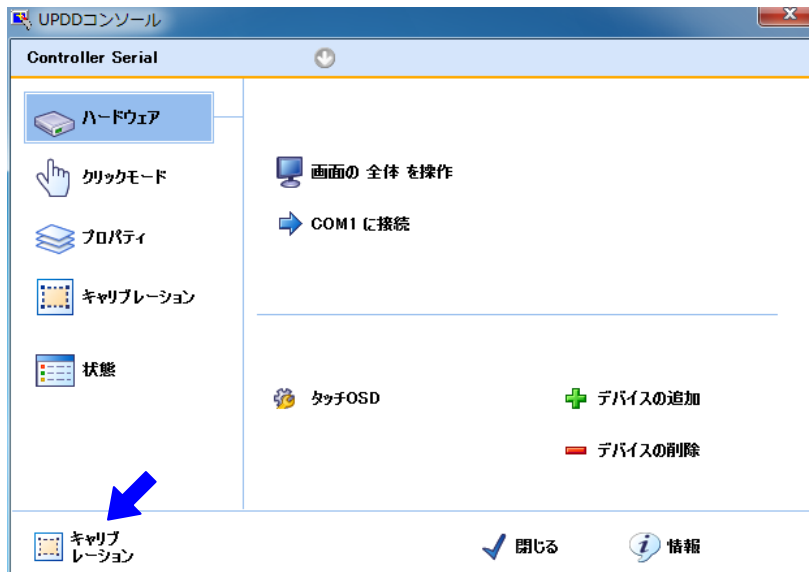 UPDDコンソール
Controller Serial
ハードウェア
クリックモード
プロパティ
キャリブレーション
状態
画面の 全体 を操作
COM1 に接続
タッチOSD
デバイスの追加
デバイスの削除
キャリブ
レーション
閉じる
情報